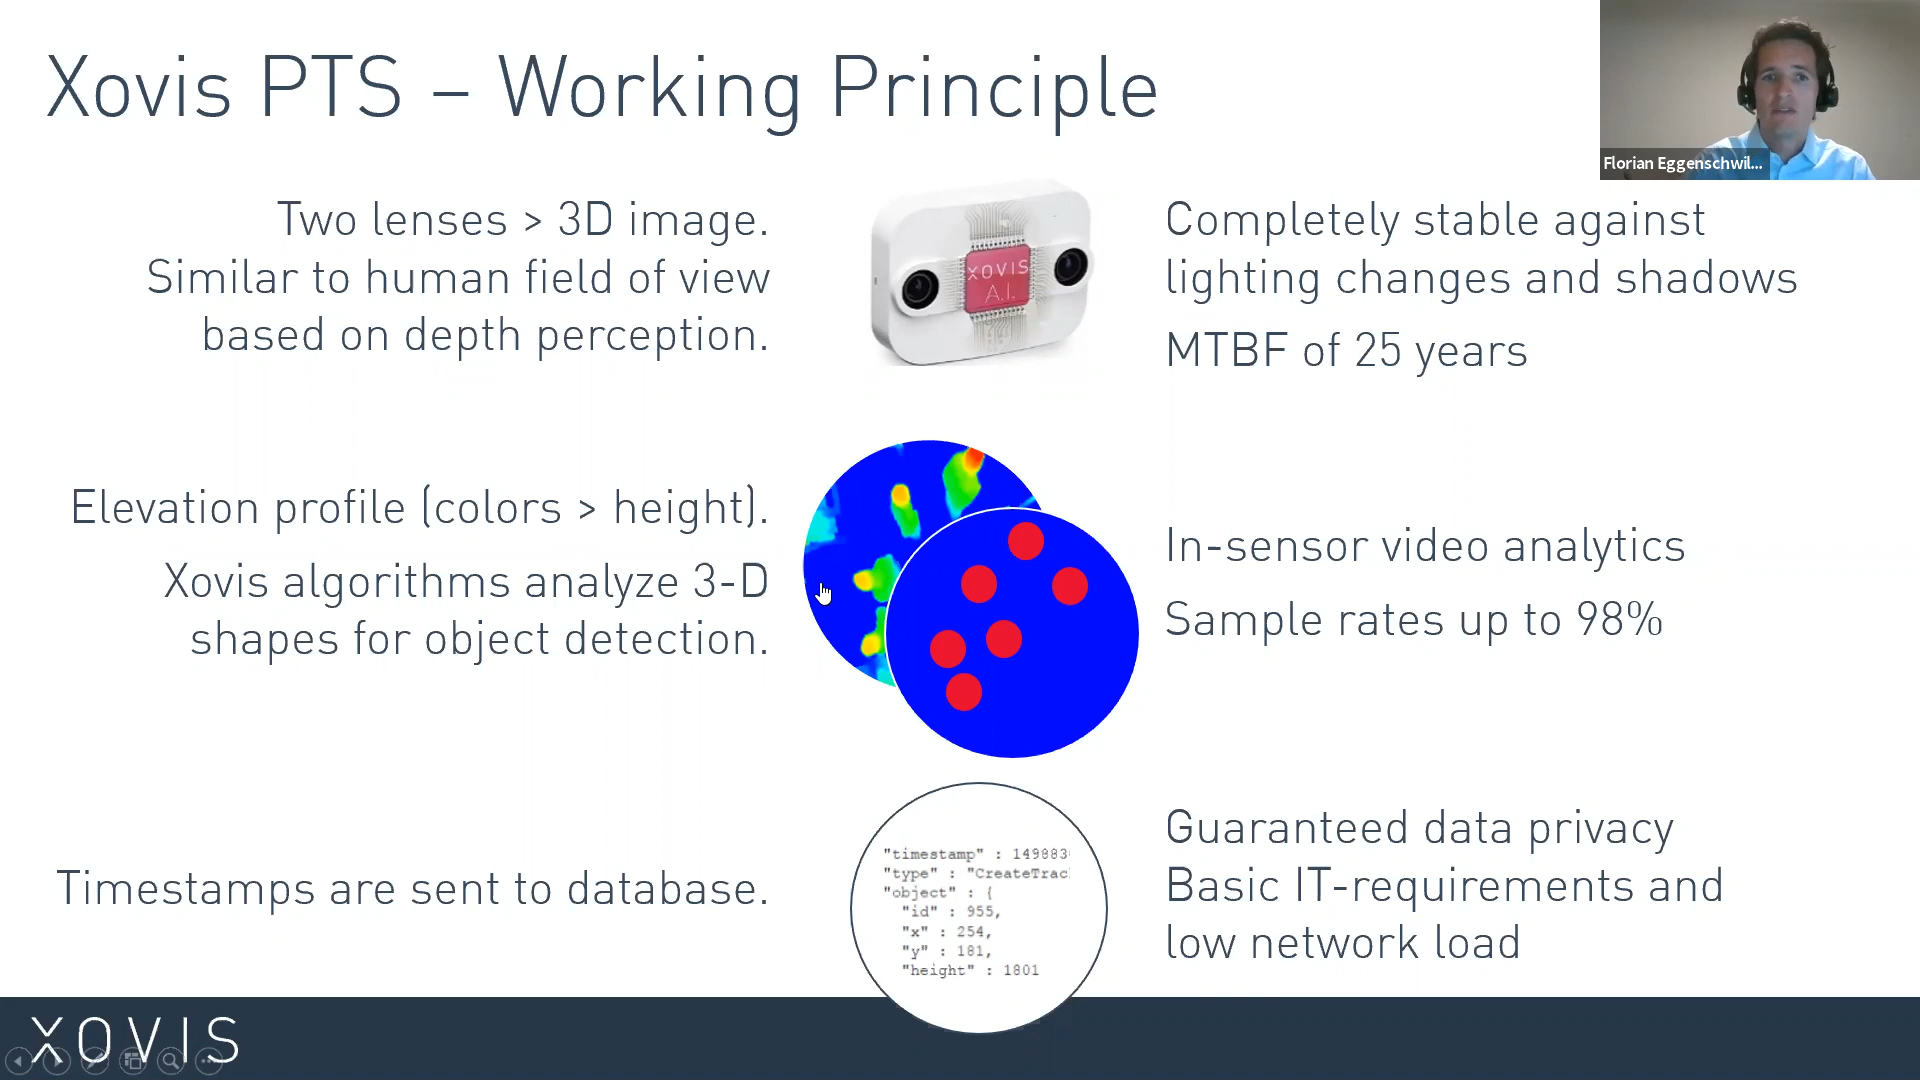 Xovis PTS – Working Principle
Florian Eggenschwil...
Two lenses > 3D image.
Similar to human field of view
based on depth perception.
XOVIS
A.I.
Completely stable against
lighting changes and shadows
MTBF of 25 years
Elevation profile (colors > height).
Xovis algorithms analyze 3-D
shapes for object detection.
In-sensor video analytics
Sample rates up to 98%
Timestamps are sent to database.
"timestamp" : 149883
"type" : "CreateTrac
"object" : {
"id" : 955,
"x" : 254,
"y" : 181,
"height" : 1801
Guaranteed data privacy
Basic IT-requirements and
low network load
XOVIS